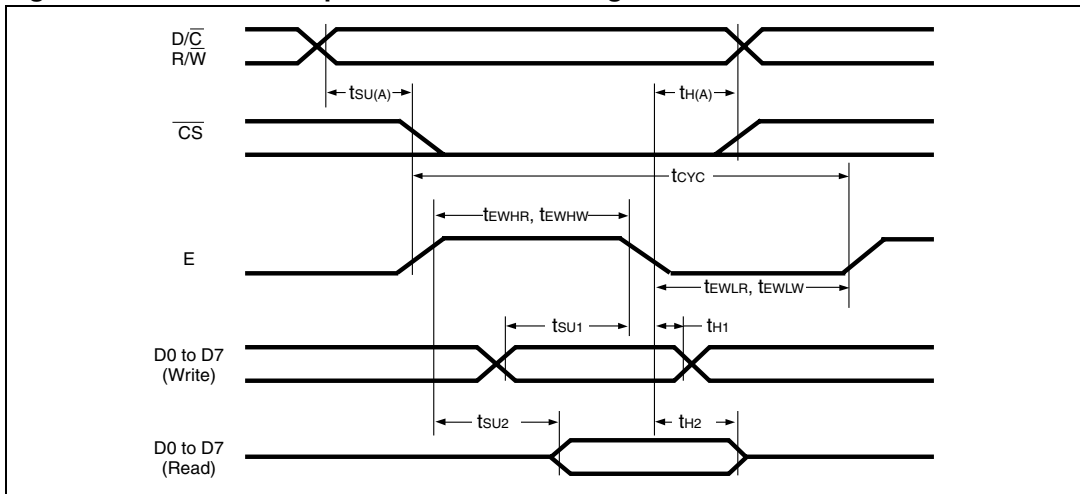 D/C̅
R/W̅
tSU(A)
tH(A)
C̅S̅
tCYC
tEWHR, tEWHW
E
tEWLR, tEWLW
tSU1
tH1
D0 to D7
(Write)
tSU2
tH2
D0 to D7
(Read)